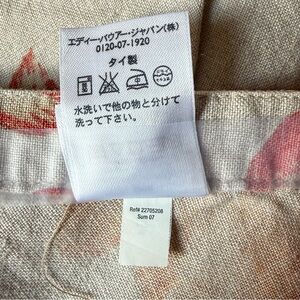 エディー・バウアー・ジャパン(株)
0120-07-1920
タイ製
水洗いで他の物と分けて
洗って下さい。
Ref# 22705208
Sum 07